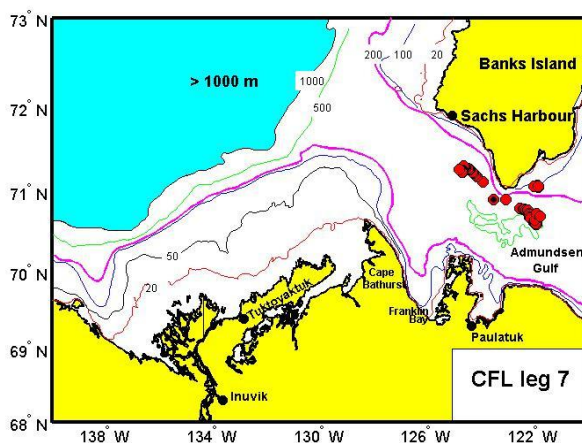 73° N
72° N
71° N
70° N
69° N
68° N
200
100
20
1000
500
> 1000 m
Banks Island
Sachs Harbour
50
20
Admundsen
Gulf
Cape
Bathurst
Tuktoyaktuk
Franklin
Bay
Paulatuk
Inuvik
CFL leg 7
138° W
134° W
130° W
126° W
122° W